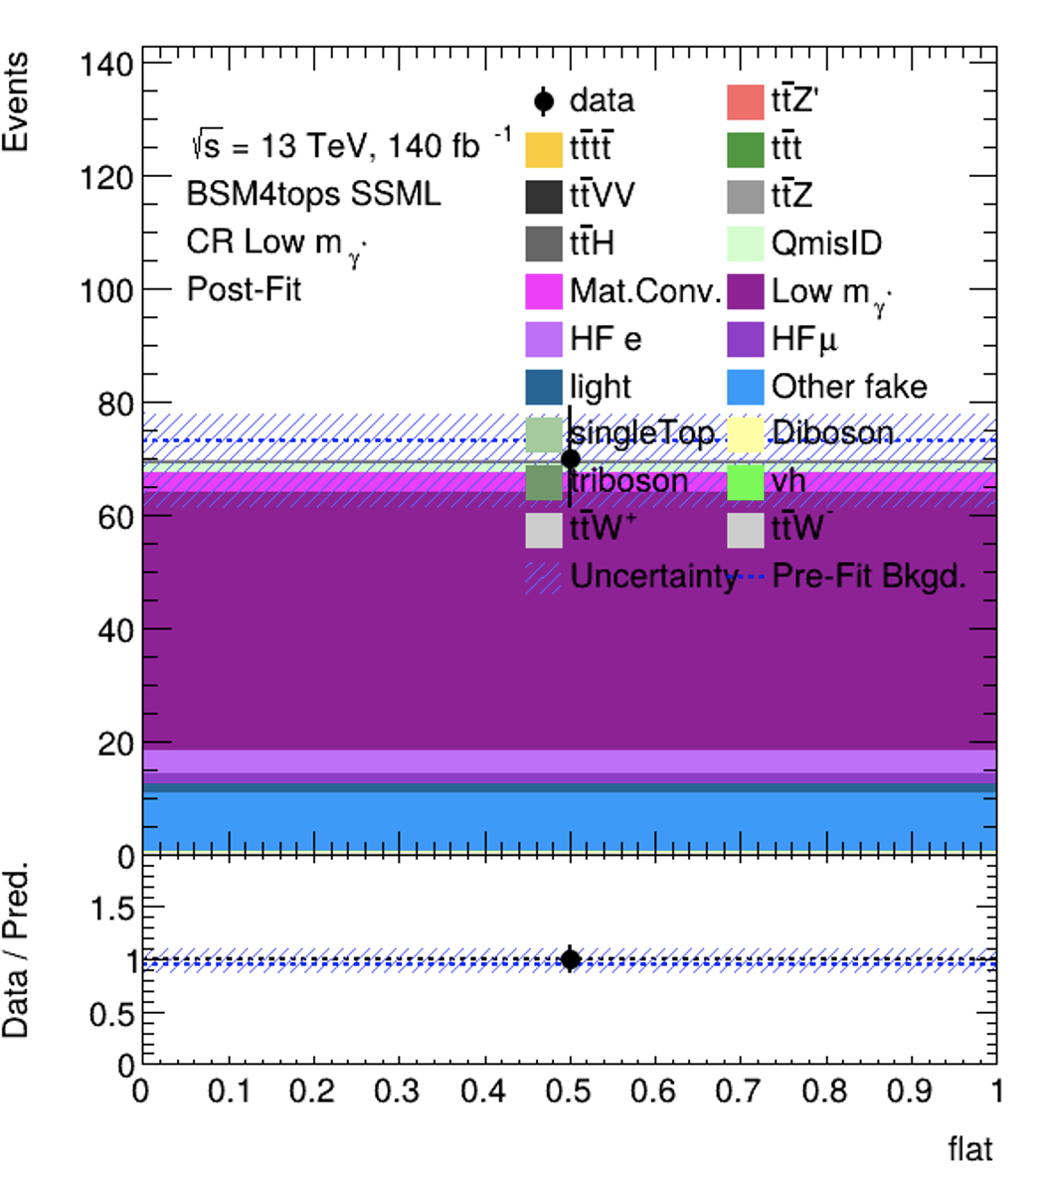 Events
140
120
100
80
60
40
20
0
√s = 13 TeV, 140 fb⁻¹
BSM4tops SSML
CR Low m_γ*
Post-Fit
data
tt̄Z'
tt̄tt̄
tt̄t
tt̄VV
tt̄Z
tt̄H
QmisID
Mat.Conv.
Low m_γ*
HF e
HFμ
light
Other fake
singleTop
Diboson
triboson
vh
tt̄W⁺
tt̄W⁻
Uncertainty
Pre-Fit Bkgd.
Data / Pred.
1.5
1
0.5
0
0 0.1 0.2 0.3 0.4 0.5 0.6 0.7 0.8 0.9 1
flat